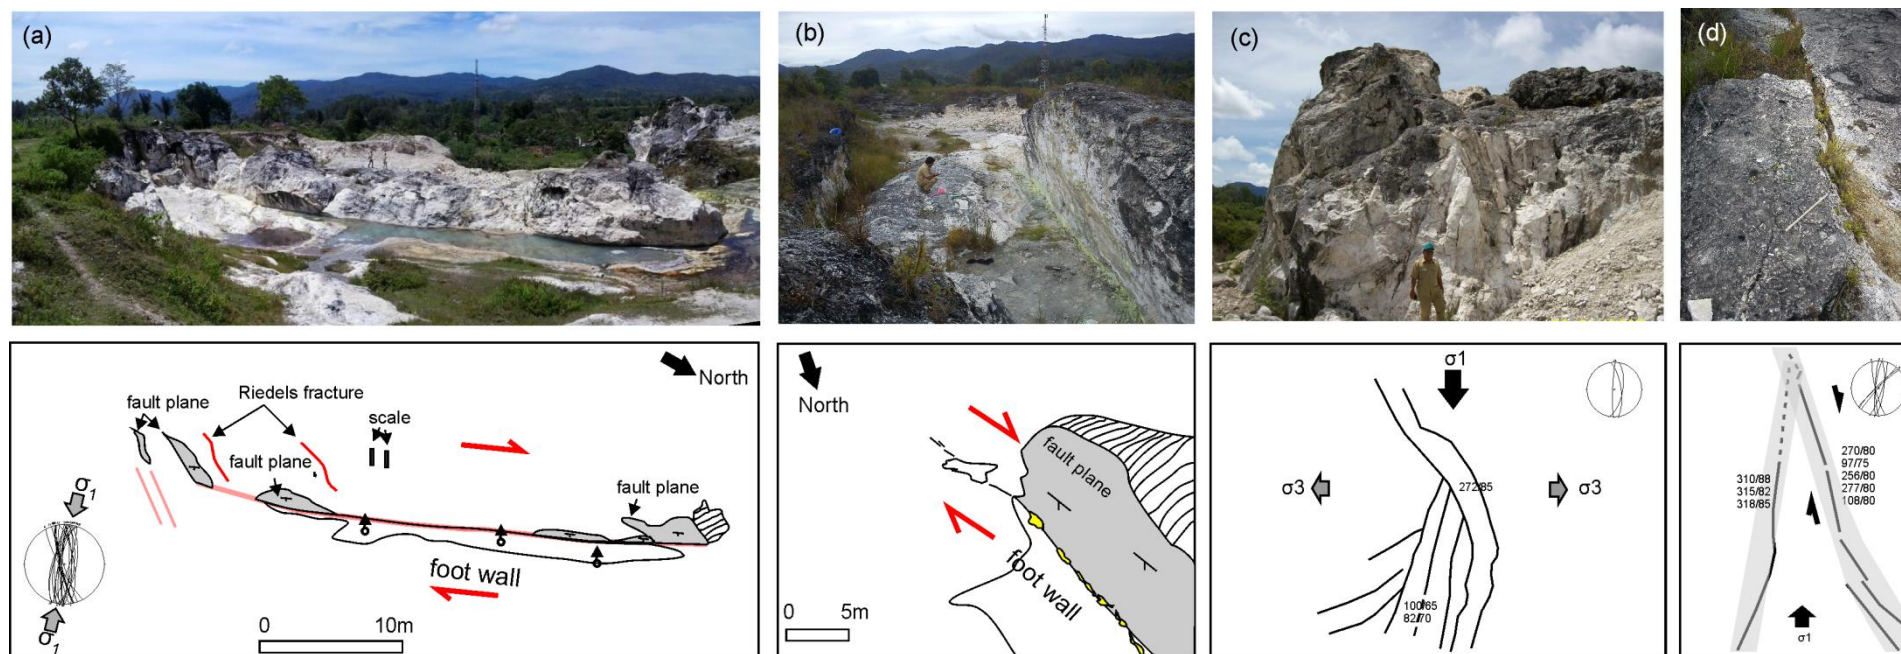 (a)
(b)
(c)
(d)
North
Riedels fracture
fault plane
scale
fault plane
fault plane
σ1
σ1
foot wall
0 10m
North
fault plane
foot wall
0 5m
σ1
σ3
σ3
272/85
100/65
82/70
310/88
315/82
318/85
270/80
97/75
256/80
277/80
108/80
σ1